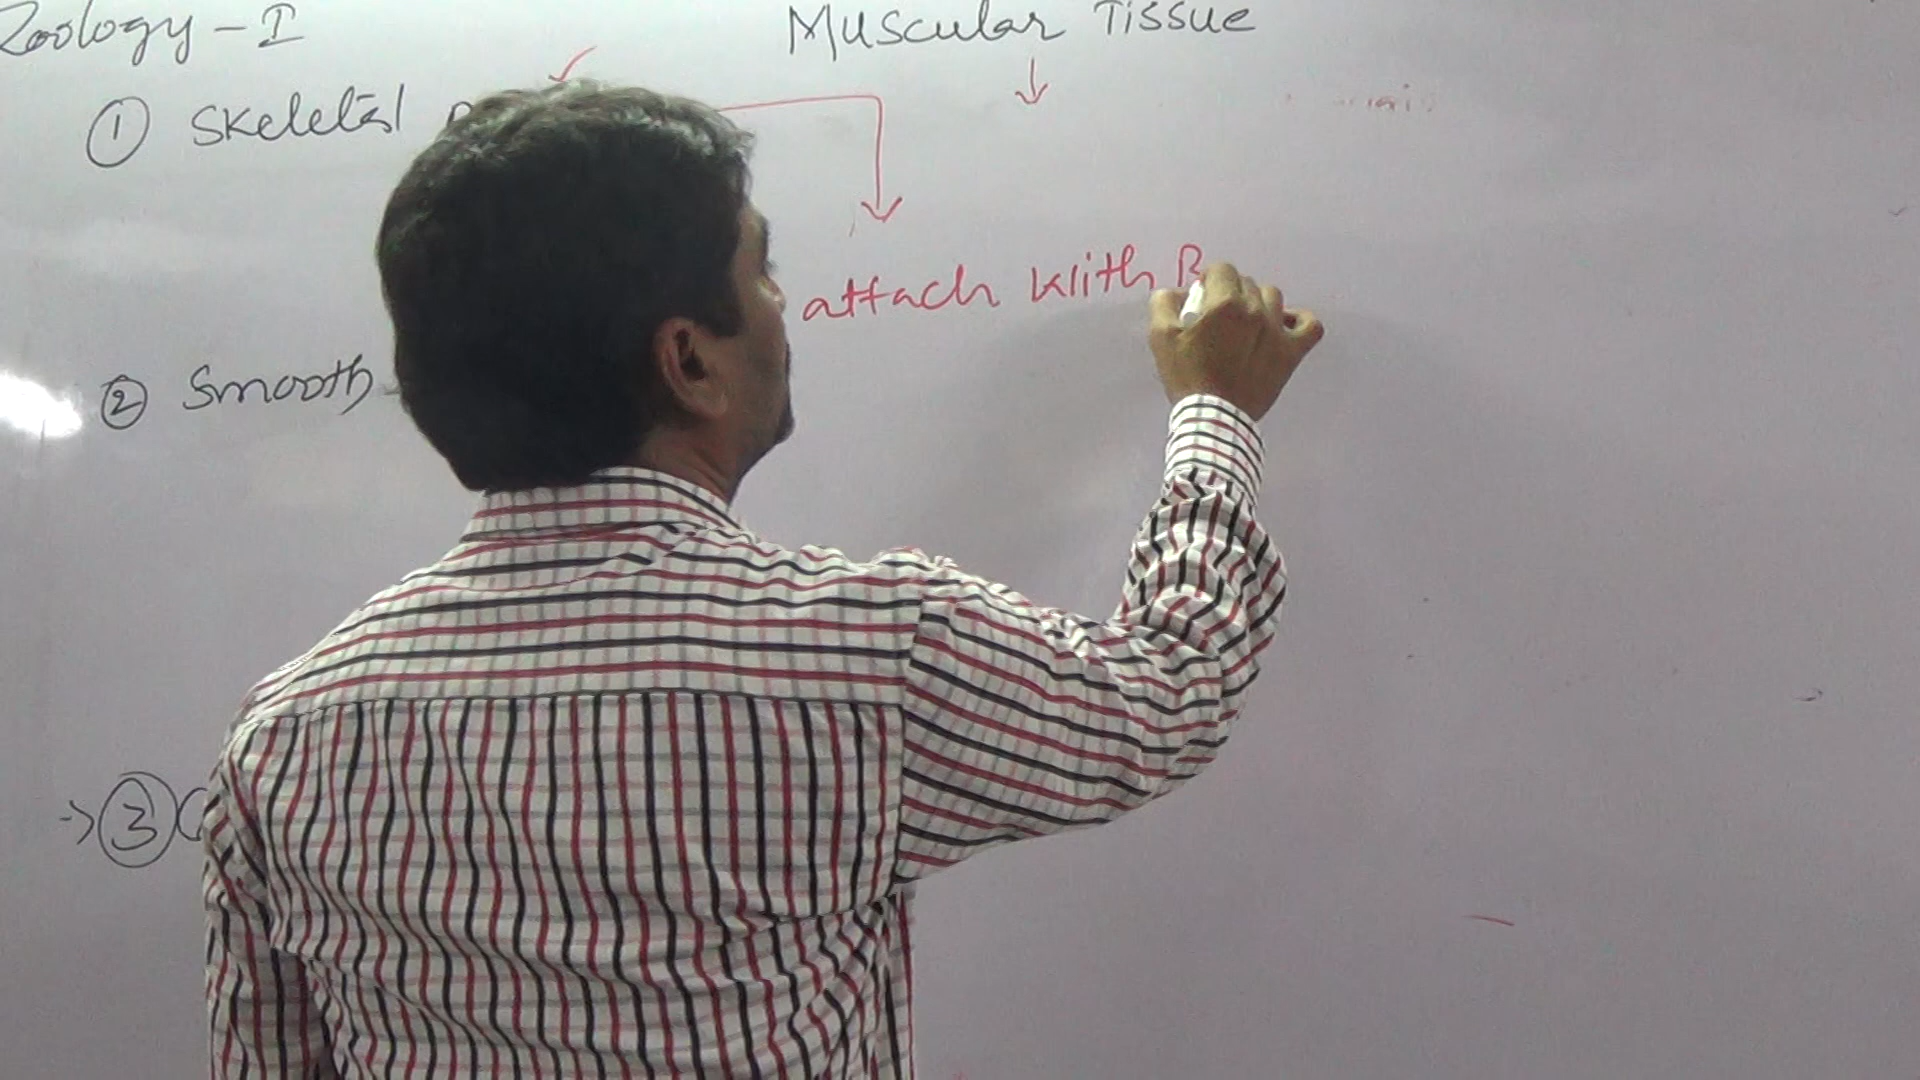 Zoology - I
Muscular Tissue
① Skeletal
attach with B
② Smooth
→ ③ C